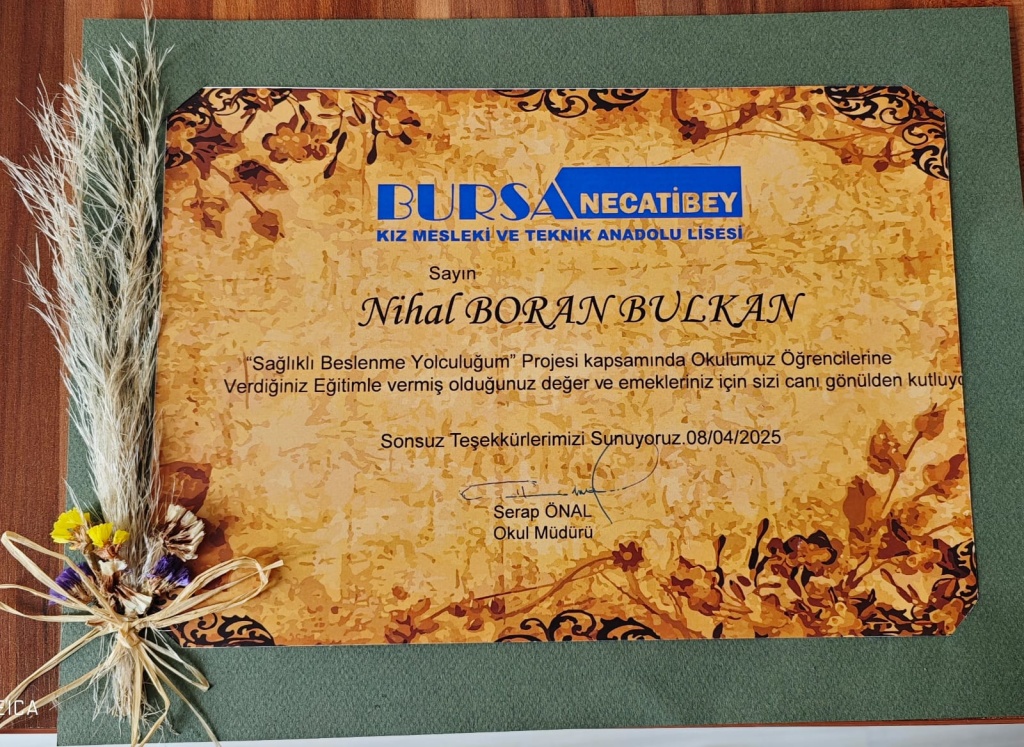 BURSA NECATİBEY
KIZ MESLEKİ VE TEKNİK ANADOLU LİSESİ
Sayın
Nihal BORAN BULKAN
“Sağlıklı Beslenme Yolculuğum” Projesi kapsamında Okulumuz Öğrencilerine
Verdiğiniz Eğitimle vermiş olduğunuz değer ve emekleriniz için sizi canı gönülden kutluyo
Sonsuz Teşekkürlerimizi Sunuyoruz.08/04/2025
Serap ÖNAL
Okul Müdürü
EICA